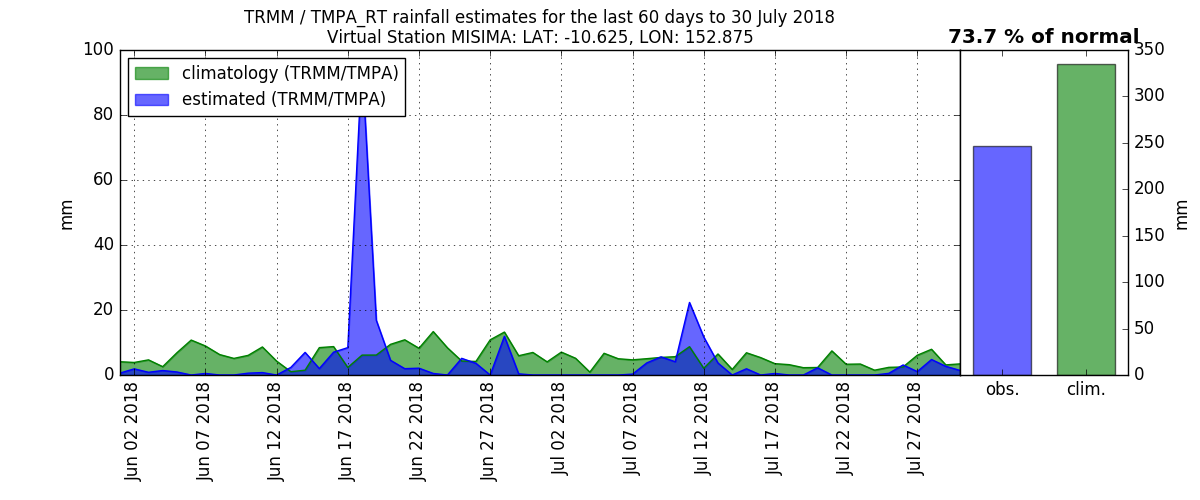 TRMM / TMPA_RT rainfall estimates for the last 60 days to 30 July 2018
Virtual Station MISIMA: LAT: -10.625, LON: 152.875
73.7 % of normal
climatology (TRMM/TMPA)
estimated (TRMM/TMPA)
100
80
60
40
20
0
mm
350
300
250
200
150
100
50
0
mm
Jun 02 2018
Jun 07 2018
Jun 12 2018
Jun 17 2018
Jun 22 2018
Jun 27 2018
Jul 02 2018
Jul 07 2018
Jul 12 2018
Jul 17 2018
Jul 22 2018
Jul 27 2018
obs.
clim.